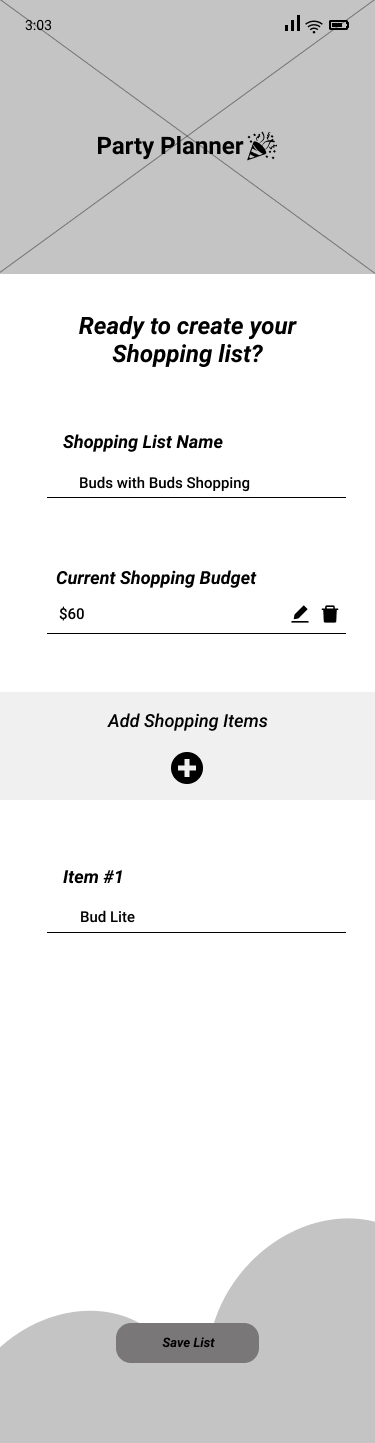 3:03
Party Planner
Ready to create your
Shopping list?
Shopping List Name
Buds with Buds Shopping
Current Shopping Budget
$60
Add Shopping Items
Item #1
Bud Lite
Save List